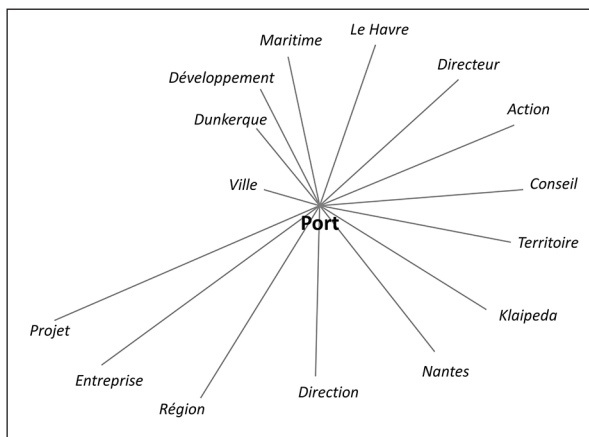 Le Havre
Maritime
Directeur
Développement
Action
Dunkerque
Ville
Conseil
Port
Territoire
Klaipeda
Projet
Nantes
Entreprise
Direction
Région